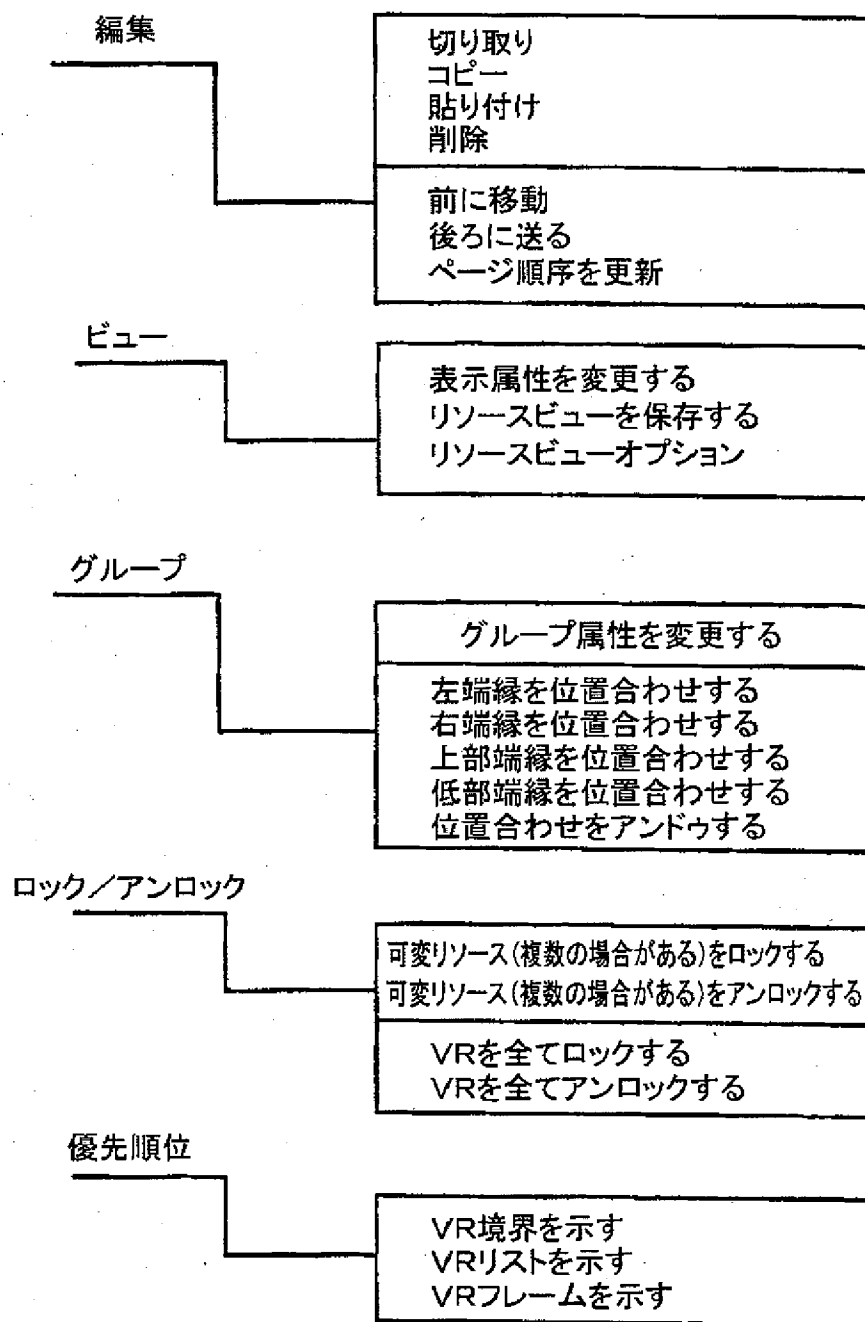 編集
切り取り
コピー
貼り付け
削除
前に移動
後ろに送る
ページ順序を更新
ビュー
表示属性を変更する
リソースビューを保存する
リソースビューオプション
グループ
グループ属性を変更する
左端縁を位置合わせする
右端縁を位置合わせする
上部端縁を位置合わせする
低部端縁を位置合わせする
位置合わせをアンドゥする
ロック／アンロック
可変リソース(複数の場合がある)をロックする
可変リソース(複数の場合がある)をアンロックする
VRを全てロックする
VRを全てアンロックする
優先順位
VR境界を示す
VRリストを示す
VRフレームを示す